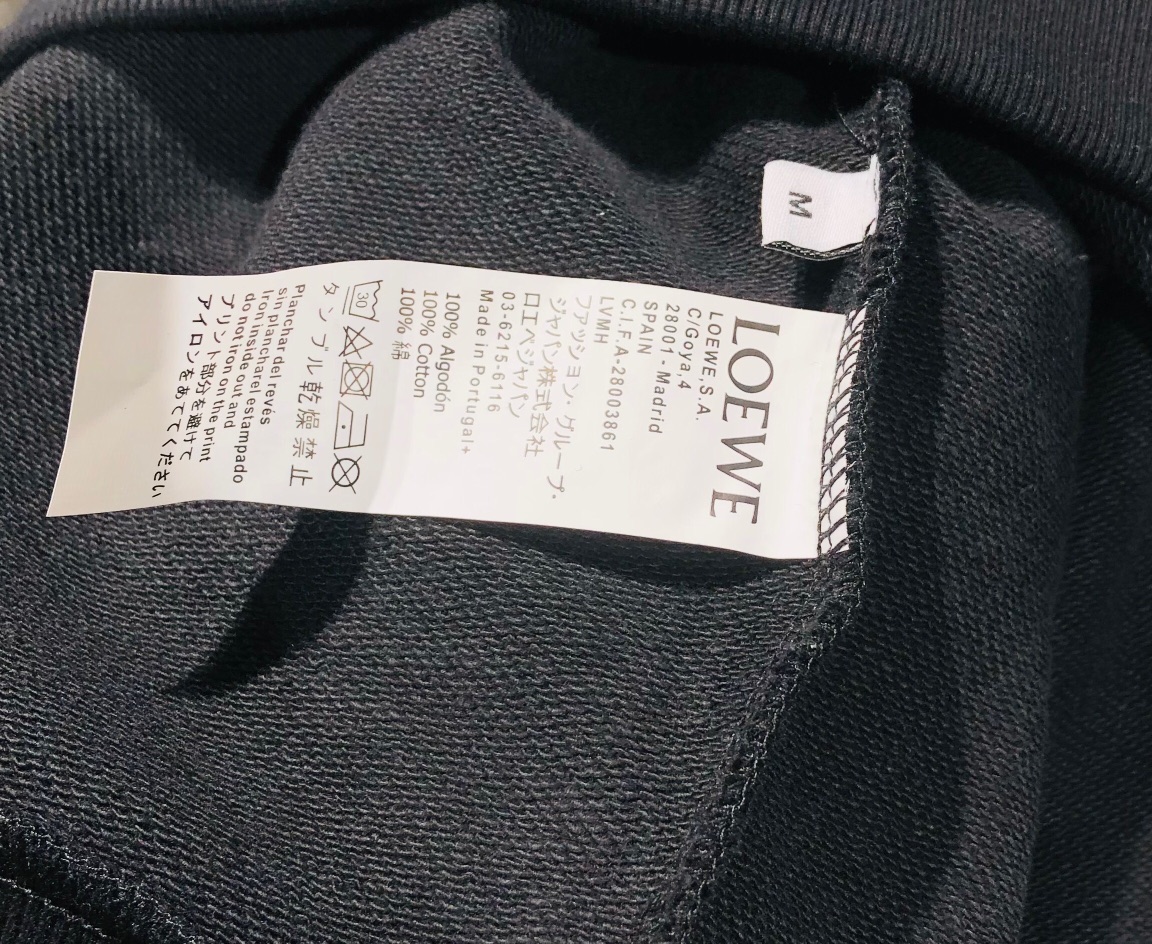 M
LOEWE
LOEWE,S.A.
C/Goya,4
28001 - Madrid
SPAIN
C.I.F.A-28003861
LVMH
ファッション・グループ・
ジャパン株式会社
ロエベジャパン
03-6215-6116
Made in Portugal+
100% Algodón
100% Cotton
100% 綿
30
タンブル乾燥禁止
planchar del revés
sin planchar el estampado
Iron inside out and
do not iron on the print
プリント部分を避けて
アイロンをあててください